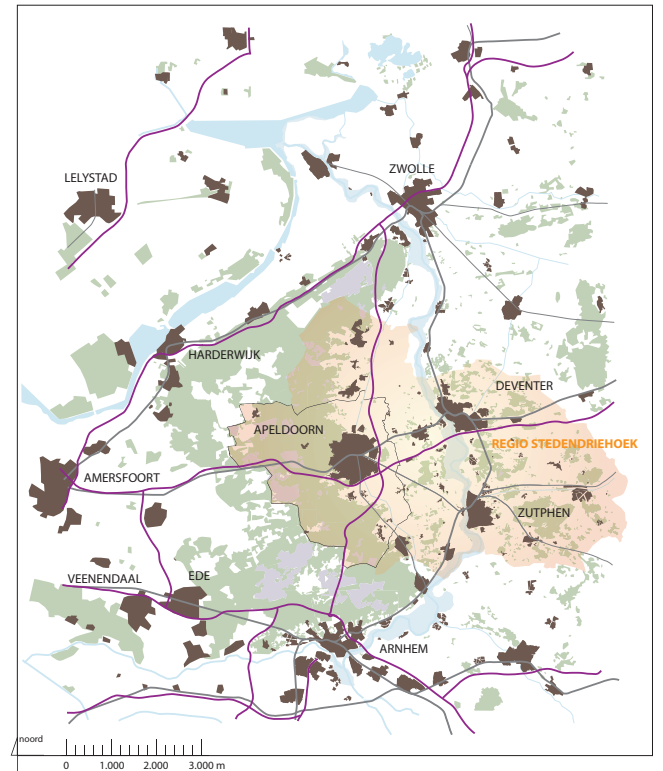 ZWOLLE
LELYSTAD
HARDERWIJK
DEVENTER
APELDOORN
REGIO STEDENDRIEHOEK
AMERSFOORT
ZUTPHEN
VEENENDAAL
EDE
ARNHEM
noord
0 1.000 2.000 3.000 m